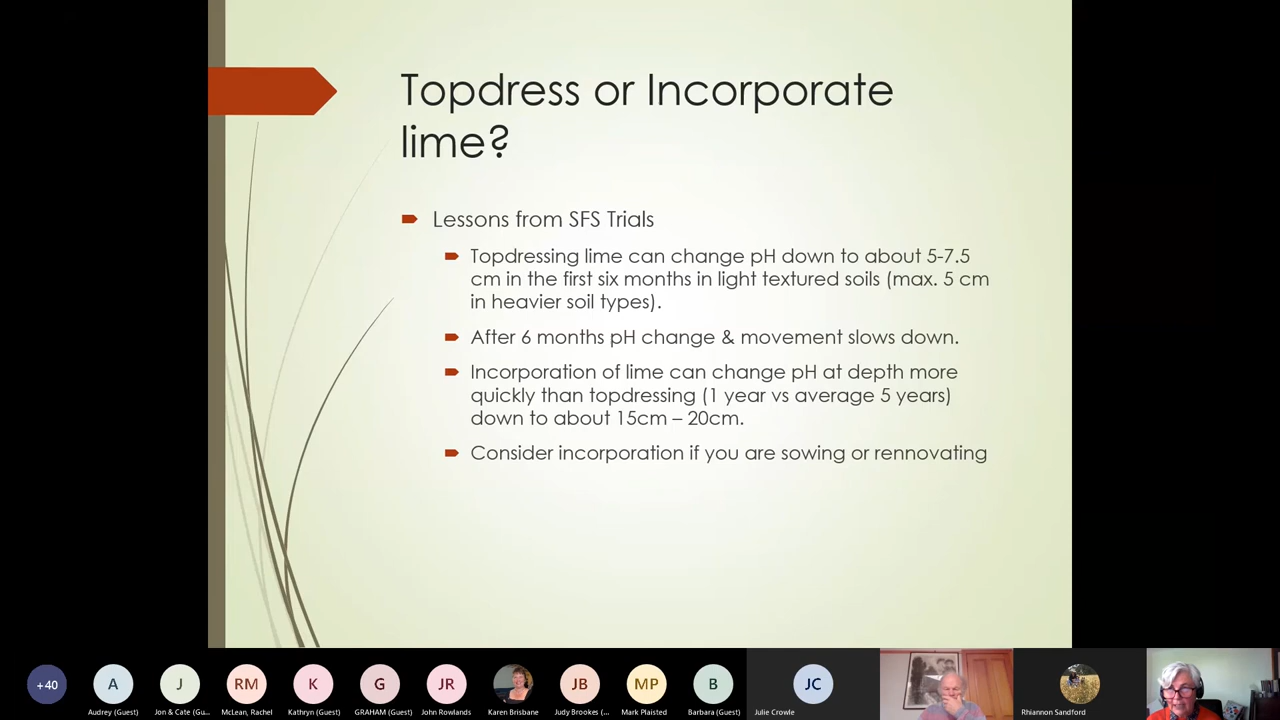 Topdress or Incorporate
lime?
Lessons from SFS Trials
Topdressing lime can change pH down to about 5-7.5
cm in the first six months in light textured soils (max. 5 cm
in heavier soil types).
After 6 months pH change & movement slows down.
Incorporation of lime can change pH at depth more
quickly than topdressing (1 year vs average 5 years)
down to about 15cm – 20cm.
Consider incorporation if you are sowing or rennovating
+40
A
J
RM
K
G
JR
JB
MP
B
JC
Audrey (Guest)
Jon & Cate (Gu...
McLean, Rachel
Kathryn (Guest)
GRAHAM (Guest)
John Rowlands
Karen Brisbane
Judy Brookes (...
Mark Plaisted
Barbara (Guest)
Julie Crowle
Rhiannon Sandford